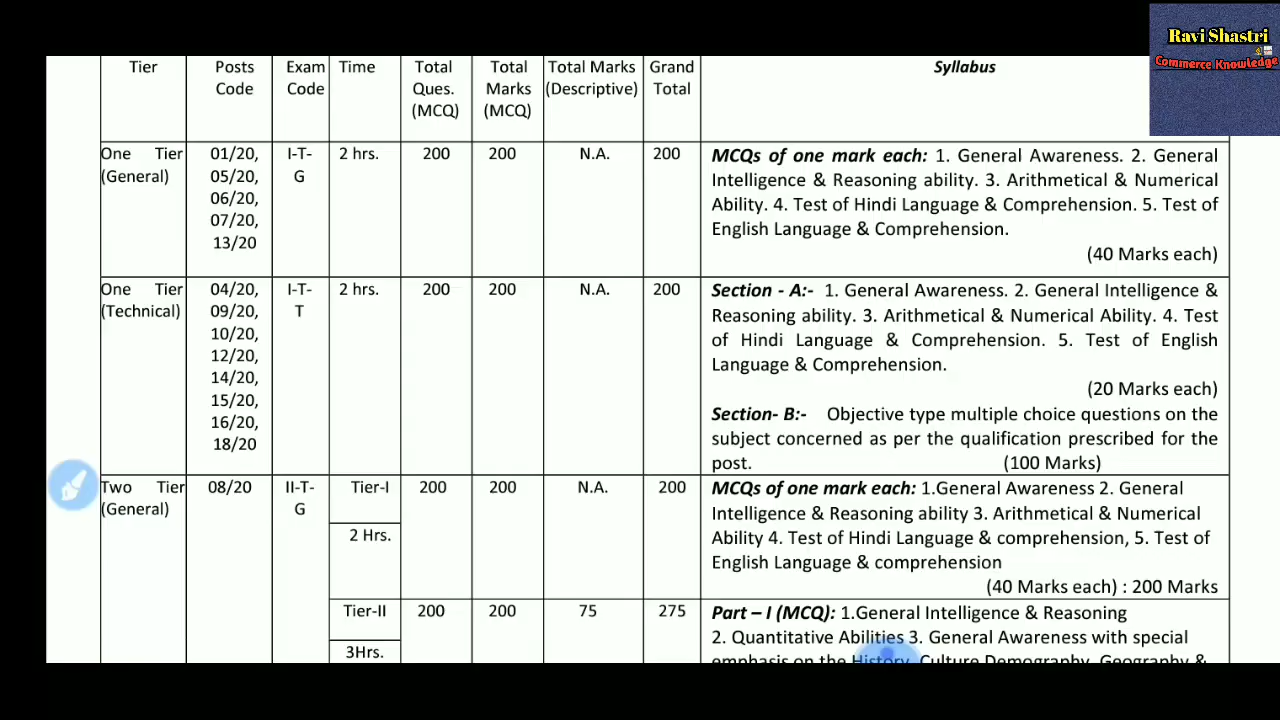 Ravi Shastri
Commerce Knowledge
Tier Posts Code Exam Code Time Total Ques. (MCQ) Total Marks (MCQ) Total Marks (Descriptive) Grand Total Syllabus
One Tier (General)
01/20,
05/20,
06/20,
07/20,
13/20
I-T-
G
2 hrs.
200
200
N.A.
200
MCQs of one mark each: 1. General Awareness. 2. General
Intelligence & Reasoning ability. 3. Arithmetical & Numerical
Ability. 4. Test of Hindi Language & Comprehension. 5. Test of
English Language & Comprehension.
(40 Marks each)
One Tier
(Technical)
04/20,
09/20,
10/20,
12/20,
14/20,
15/20,
16/20,
18/20
I-T-
T
2 hrs.
200
200
N.A.
200
Section - A:- 1. General Awareness. 2. General Intelligence &
Reasoning ability. 3. Arithmetical & Numerical Ability. 4. Test
of Hindi Language & Comprehension. 5. Test of English
Language & Comprehension.
(20 Marks each)
Section- B:- Objective type multiple choice questions on the
subject concerned as per the qualification prescribed for the
post. (100 Marks)
Two Tier
(General)
08/20
II-T-
G
Tier-I
2 Hrs.
200
200
N.A.
200
MCQs of one mark each: 1.General Awareness 2. General
Intelligence & Reasoning ability 3. Arithmetical & Numerical
Ability 4. Test of Hindi Language & comprehension, 5. Test of
English Language & comprehension
(40 Marks each) : 200 Marks
Tier-II
3Hrs.
200
200
75
275
Part – I (MCQ): 1.General Intelligence & Reasoning
2. Quantitative Abilities 3. General Awareness with special
emphasis on the History, Culture Demography, Geography &